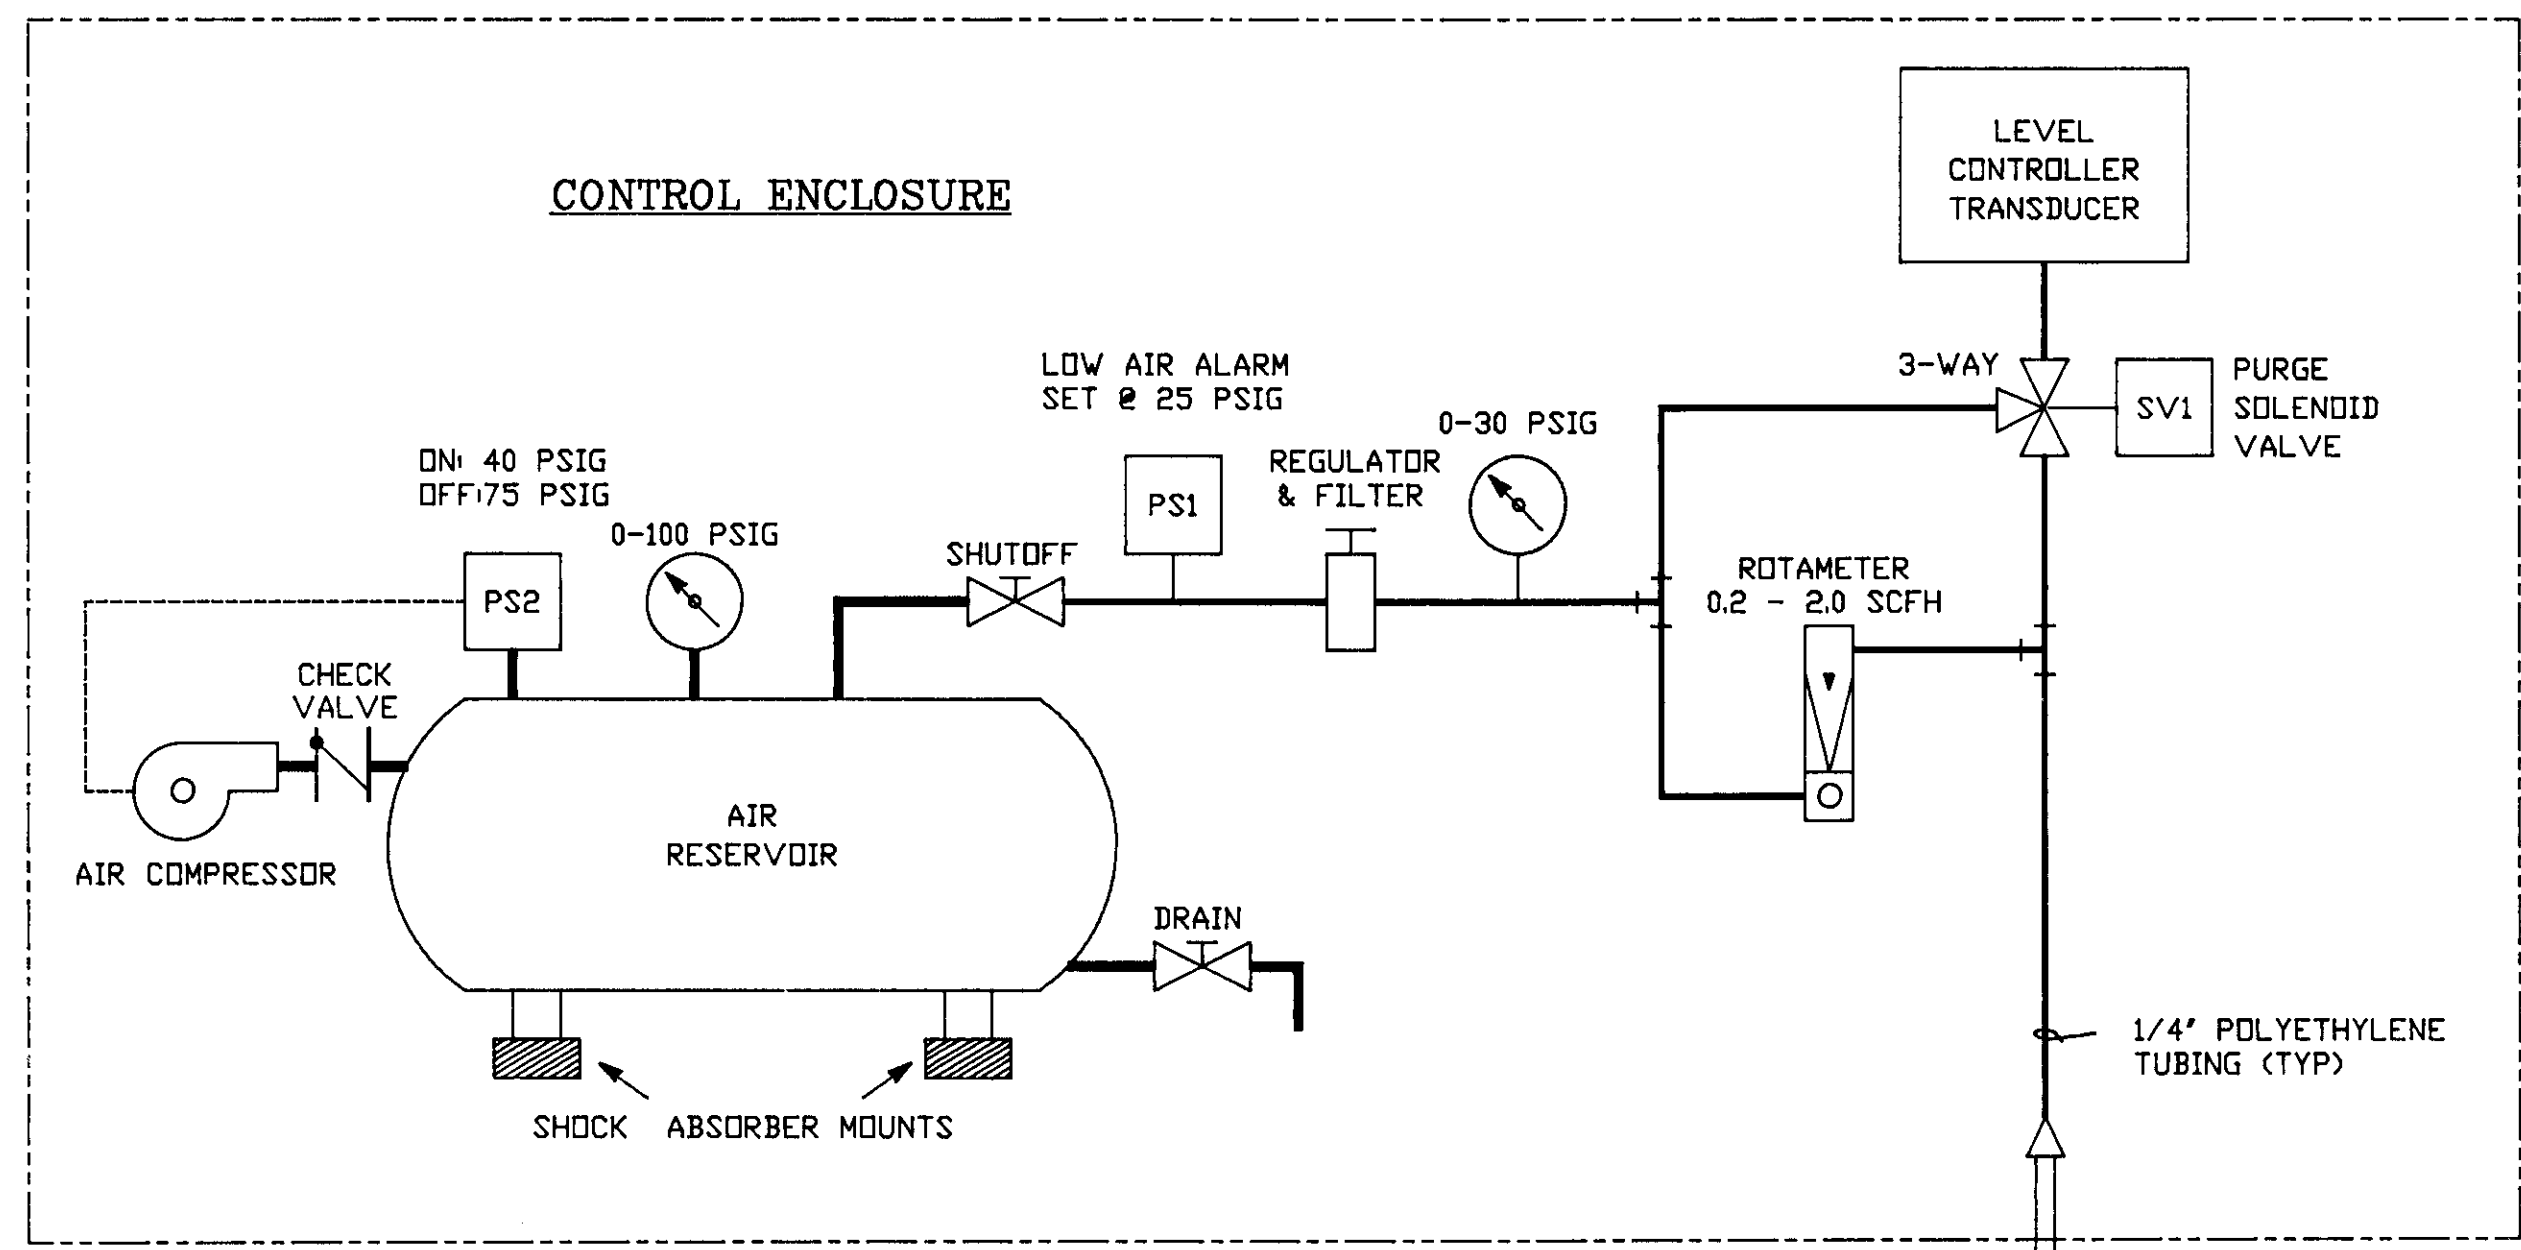 CONTROL ENCLOSURE
LEVEL
CONTROLLER
TRANSDUCER
3-WAY
SV1
PURGE
SOLENOID
VALVE
LOW AIR ALARM
SET @ 25 PSIG
0-30 PSIG
ON: 40 PSIG
OFF:75 PSIG
REGULATOR
& FILTER
PS1
0-100 PSIG
SHUTOFF
PS2
ROTAMETER
0.2 - 2.0 SCFH
CHECK
VALVE
AIR
RESERVOIR
AIR COMPRESSOR
DRAIN
1/4" POLYETHYLENE
TUBING (TYP)
SHOCK ABSORBER MOUNTS